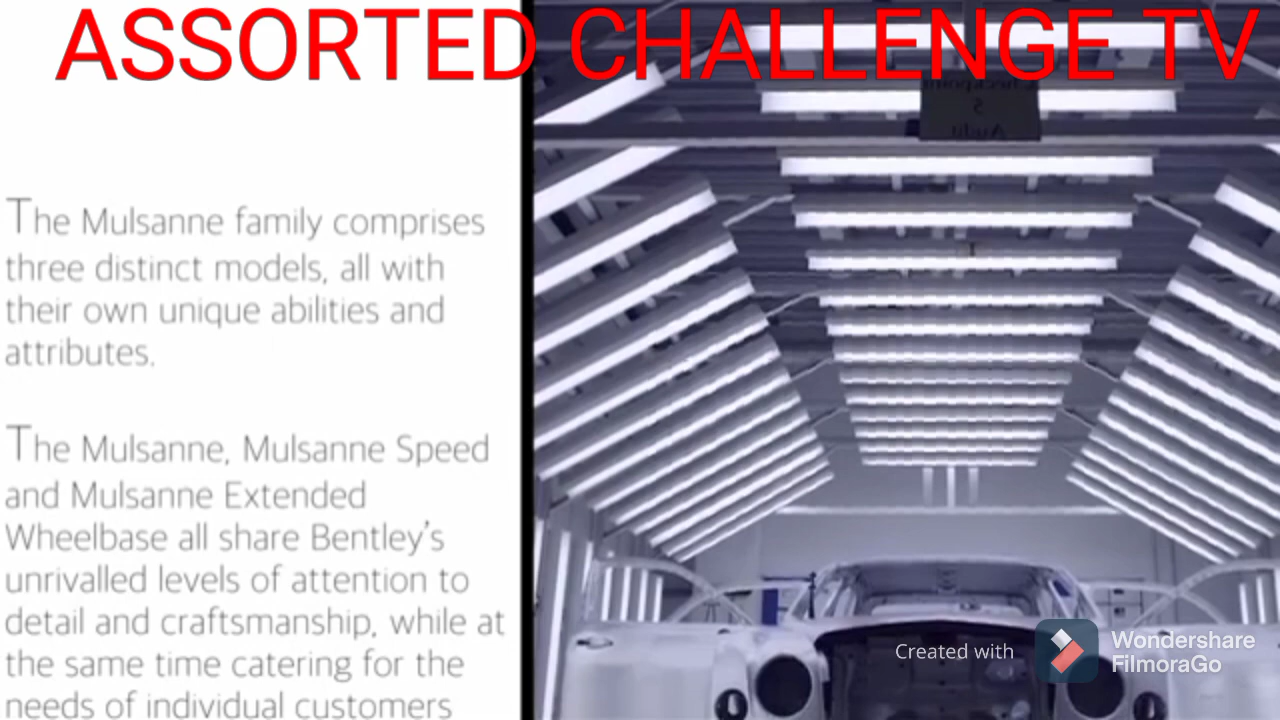 ASSORTED CHALLENGE TV
The Mulsanne family comprises
three distinct models, all with
their own unique abilities and
attributes.
The Mulsanne, Mulsanne Speed
and Mulsanne Extended
Wheelbase all share Bentley's
unrivalled levels of attention to
detail and craftsmanship, while at
the same time catering for the
needs of individual customers
Created with
Wondershare
FilmoraGo